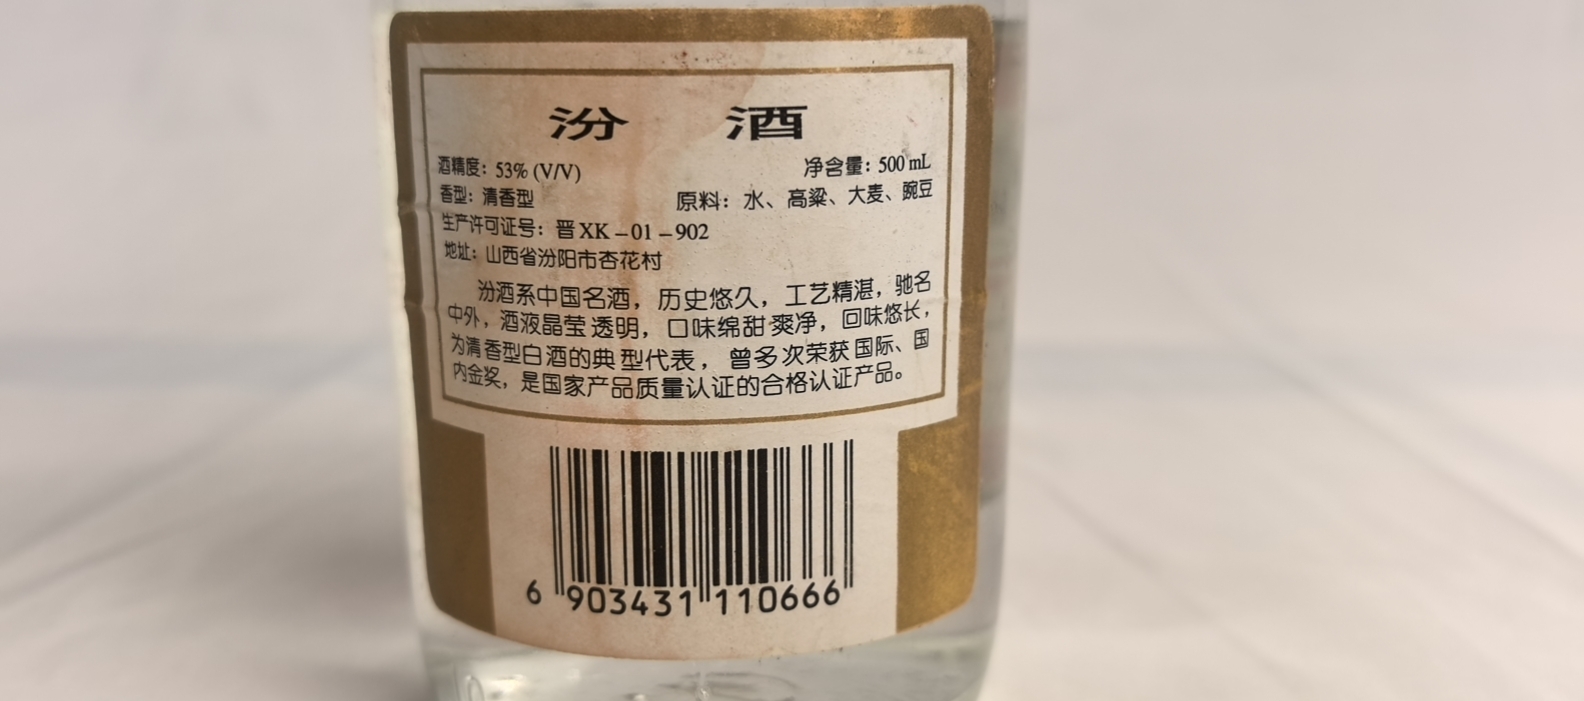 汾酒
酒精度：53% (V/V) 净含量：500 mL
香型：清香型 原料：水、高粱、大麦、豌豆
生产许可证号：晋 XK－01－902
地址：山西省汾阳市杏花村
汾酒系中国名酒，历史悠久，工艺精湛，驰名
中外，酒液晶莹透明，口味绵甜爽净，回味悠长，
为清香型白酒的典型代表，曾多次荣获国际、国
内金奖，是国家产品质量认证的合格认证产品。
6 903431 110666